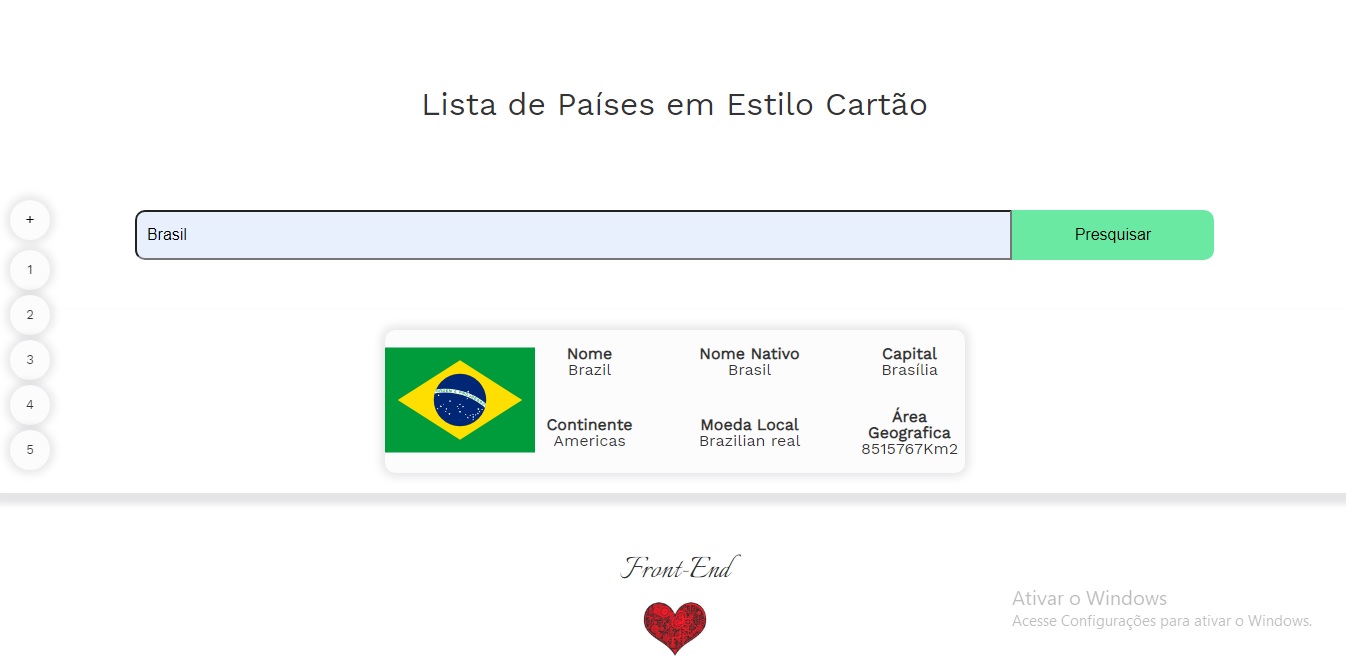 Lista de Países em Estilo Cartão
+
Brasil
Presquisar
1
2
3
4
5
Nome
Brazil
Nome Nativo
Brasil
Capital
Brasília
Continente
Americas
Moeda Local
Brazilian real
Área
Geografica
8515767Km2
Front-End
Ativar o Windows
Acesse Configurações para ativar o Windows.